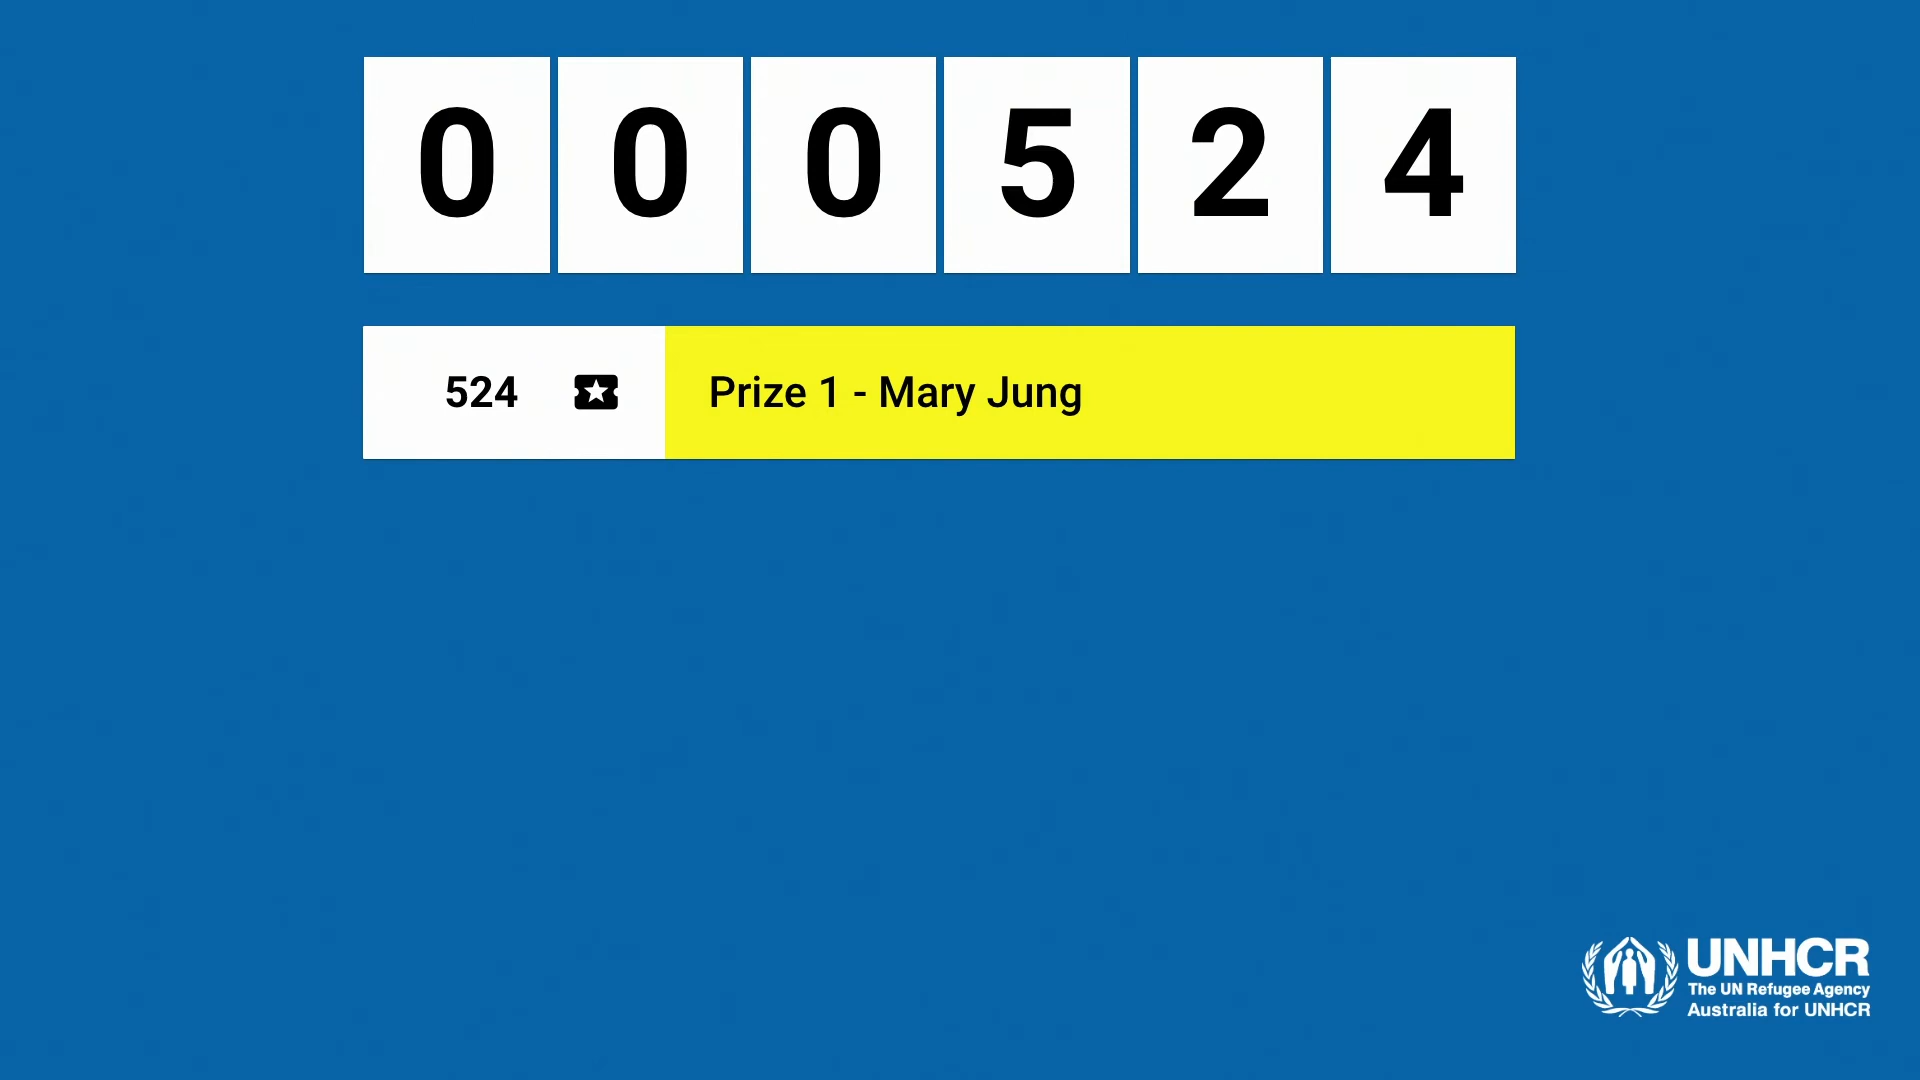 0 0 0 5 2 4
524 Prize 1 - Mary Jung
UNHCR
The UN Refugee Agency
Australia for UNHCR